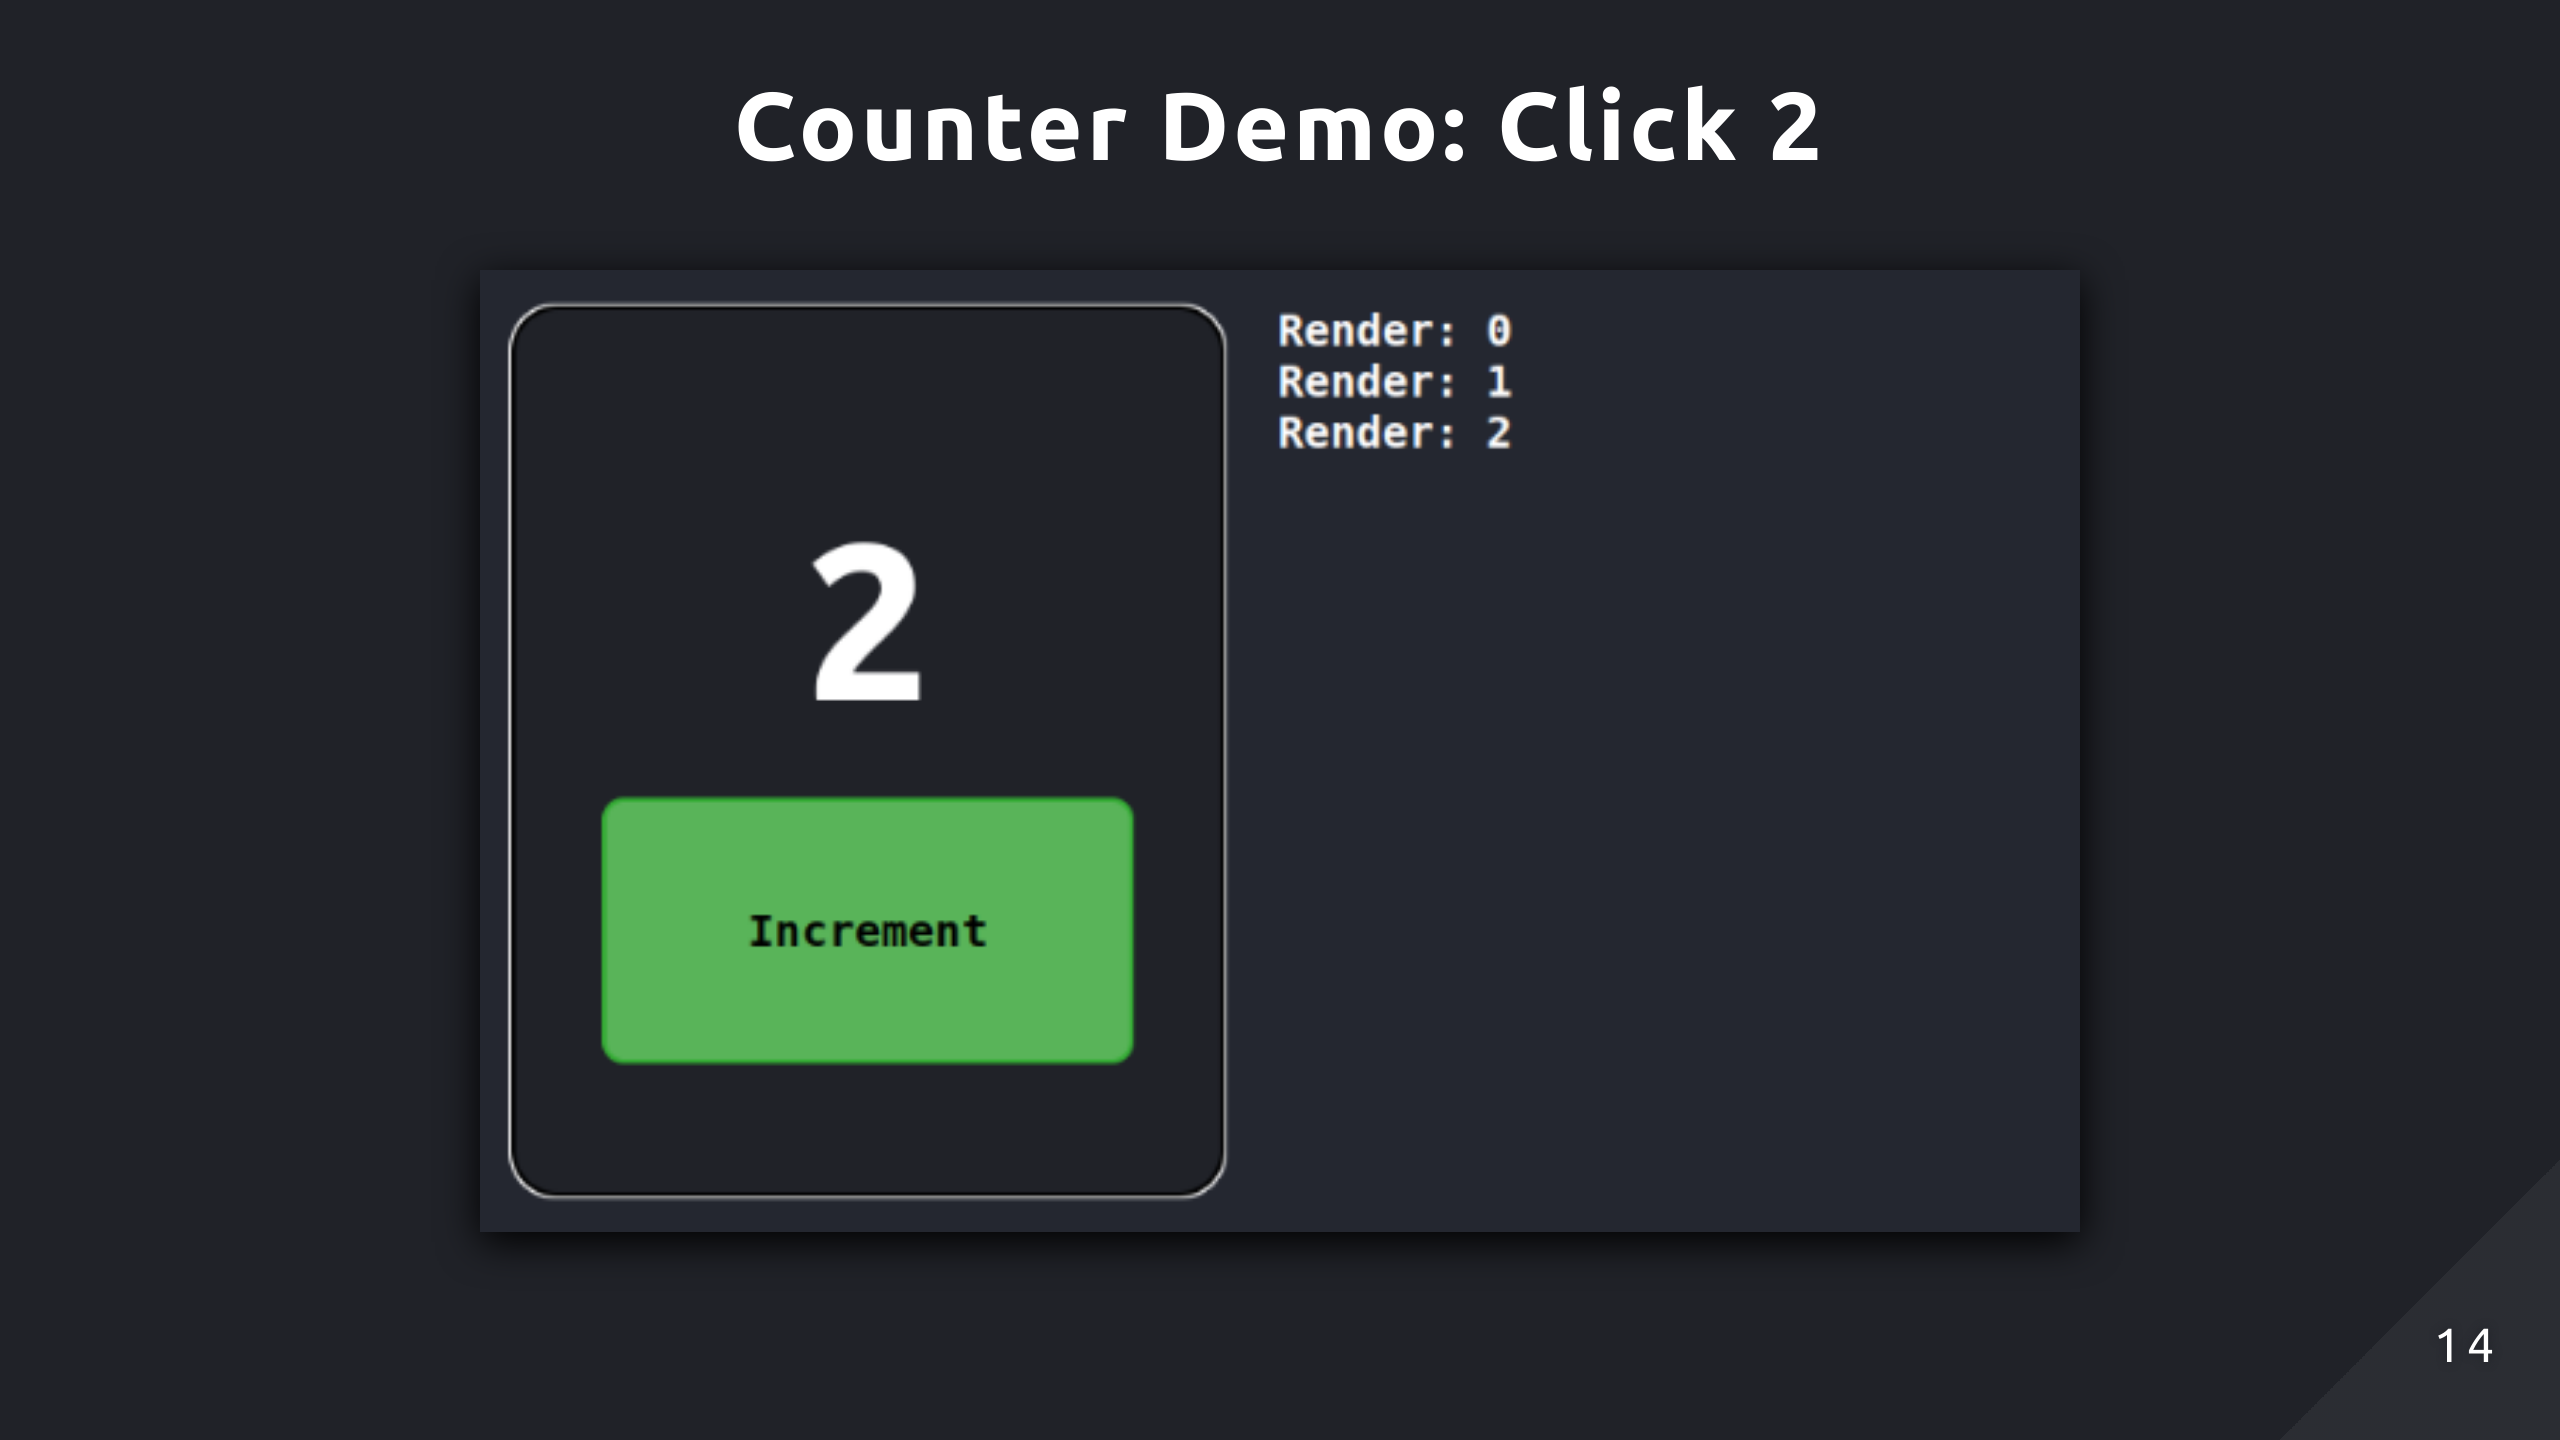 Counter Demo: Click 2
2
Increment
Render: 0
Render: 1
Render: 2
14